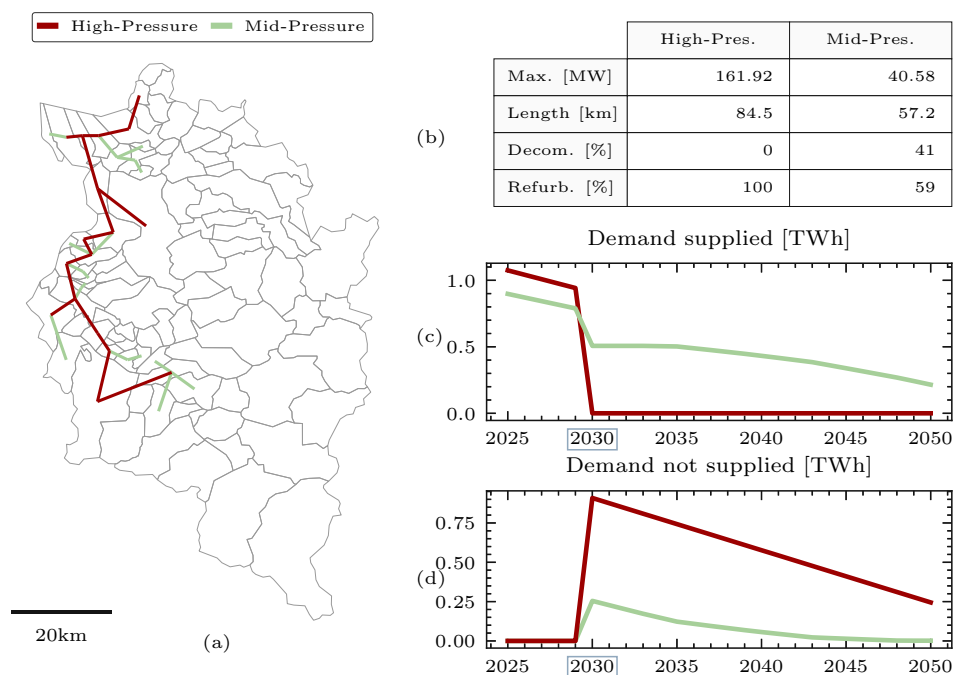 High-Pressure Mid-Pressure
20km
(a)
(b)
High-Pres. Mid-Pres.
Max. [MW] 161.92 40.58
Length [km] 84.5 57.2
Decom. [%] 0 41
Refurb. [%] 100 59
Demand supplied [TWh]
(c)
1.0
0.5
0.0
2025 2030 2035 2040 2045 2050
Demand not supplied [TWh]
(d)
0.75
0.50
0.25
0.00
2025 2030 2035 2040 2045 2050